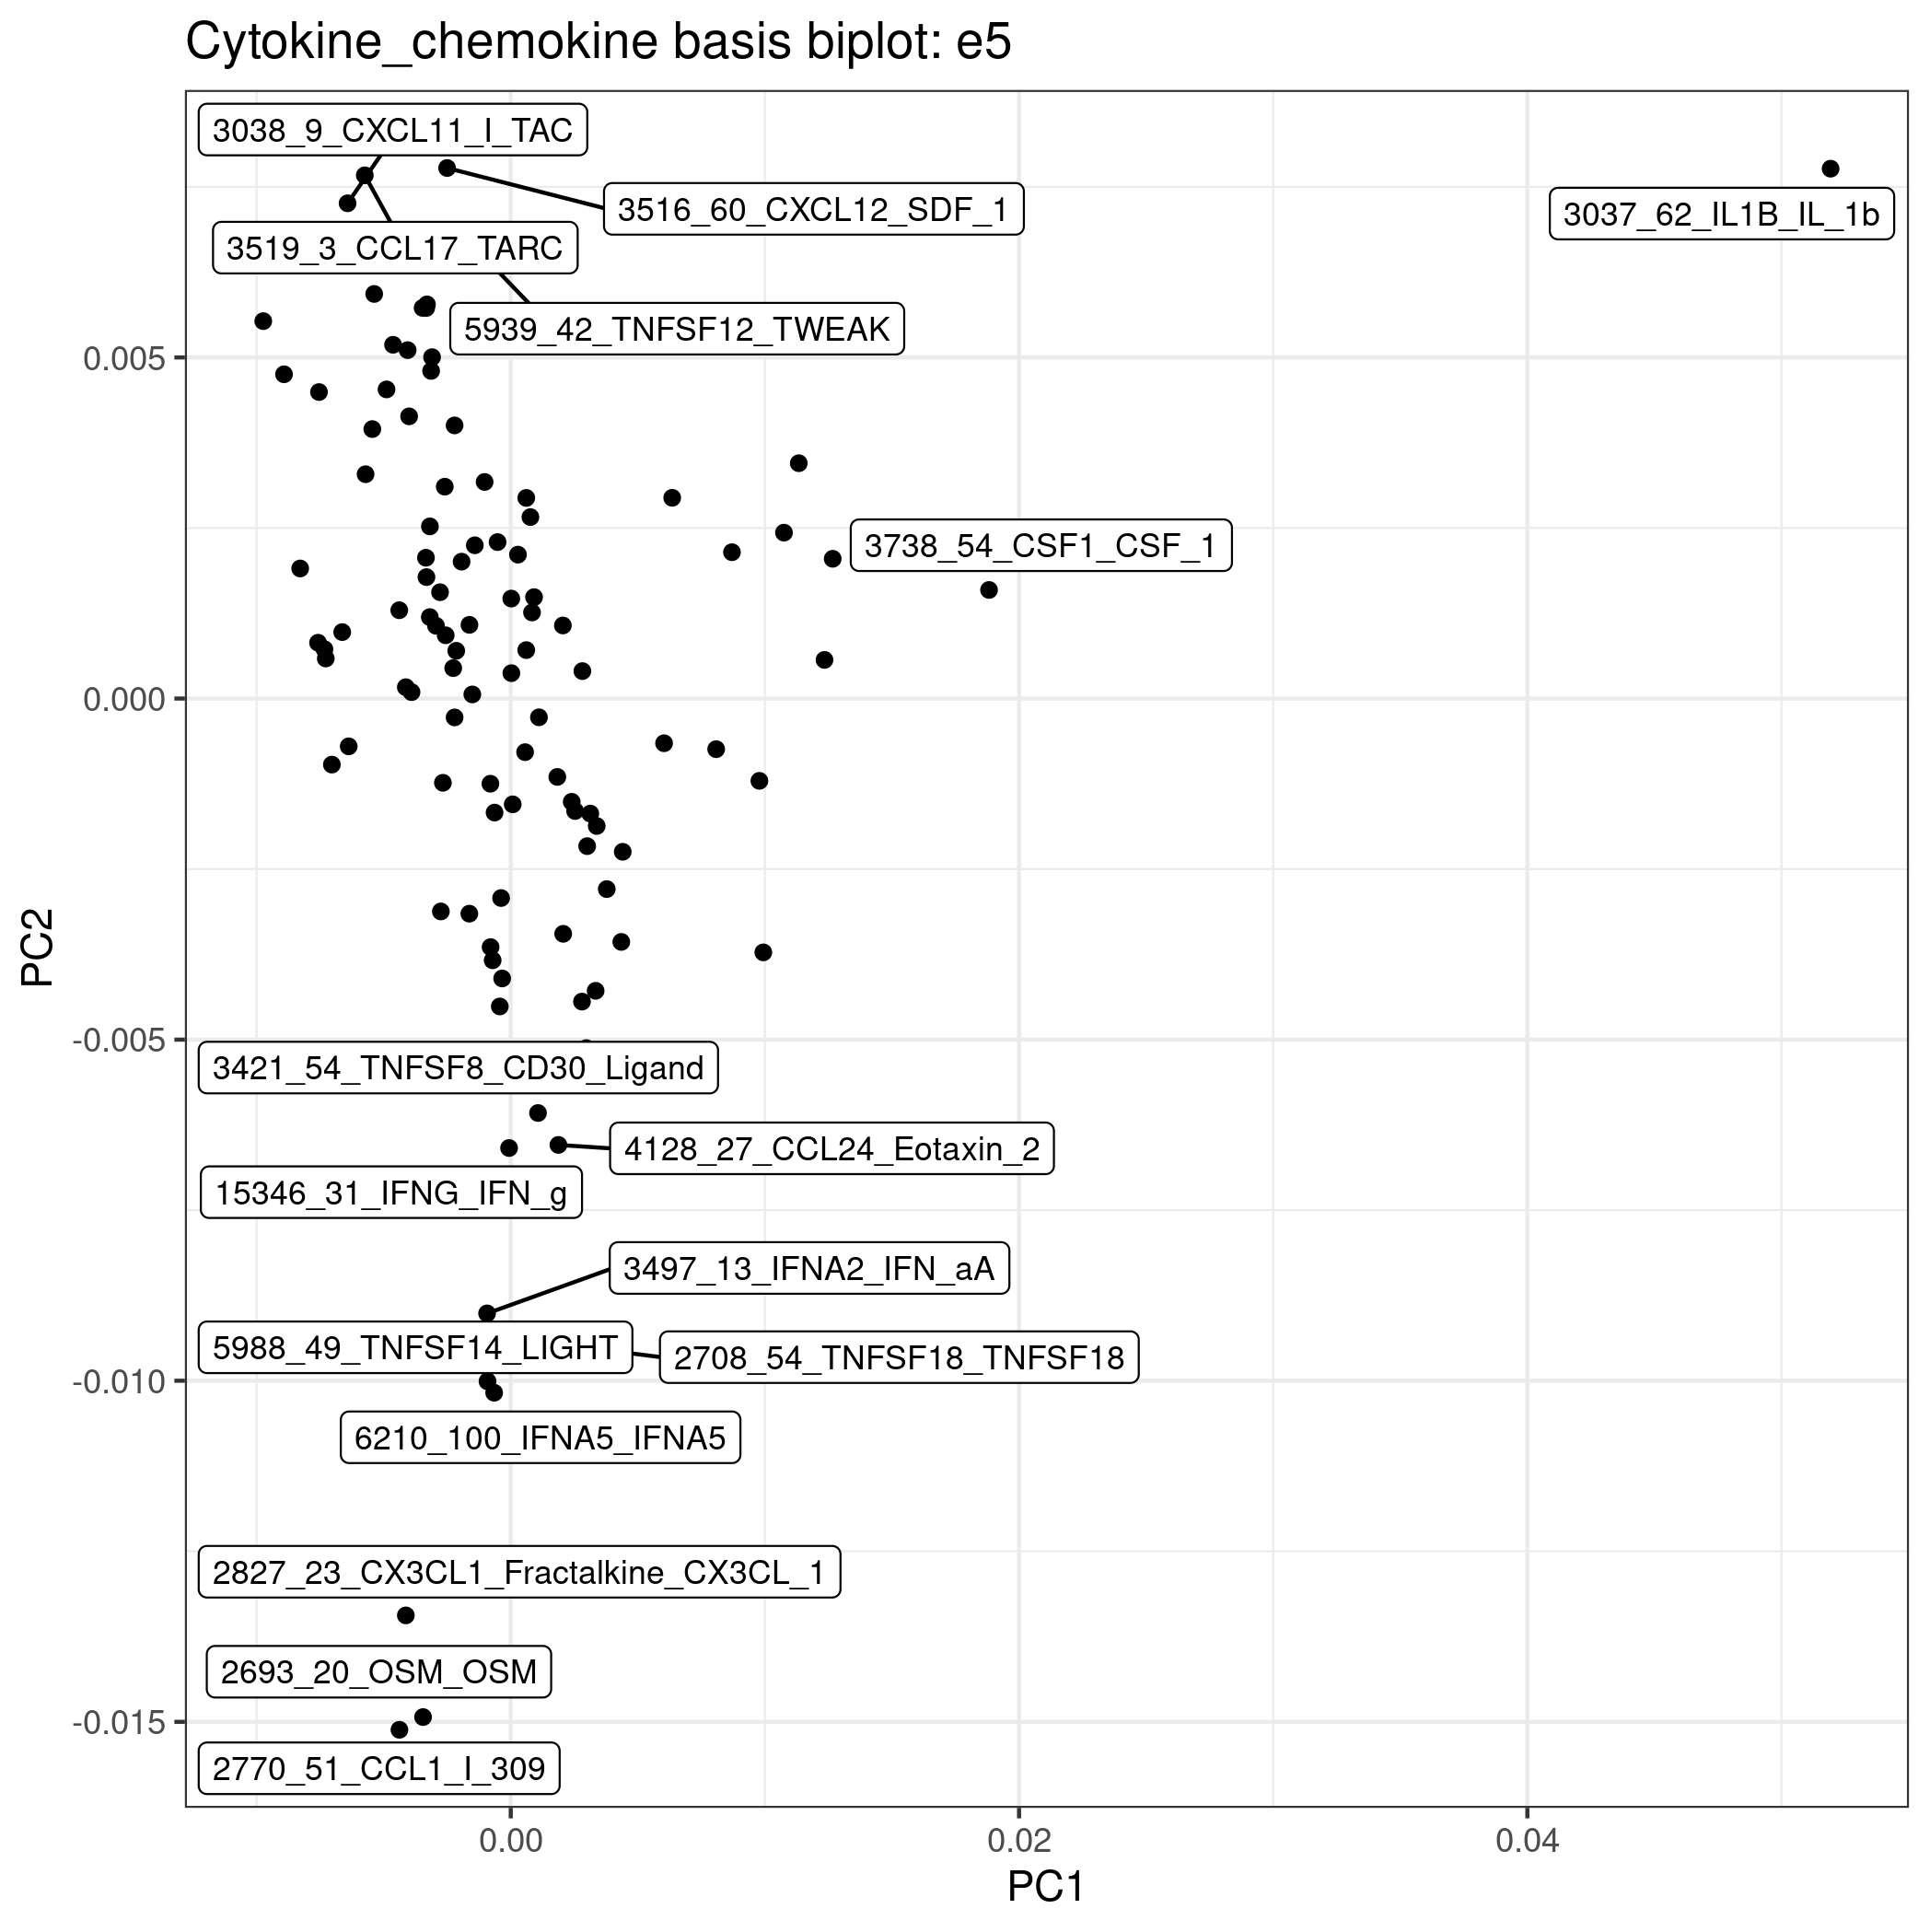 Cytokine_chemokine basis biplot: e5
3038_9_CXCL11_I_TAC
3516_60_CXCL12_SDF_1
3037_62_IL1B_IL_1b
3519_3_CCL17_TARC
5939_42_TNFSF12_TWEAK
0.005
3738_54_CSF1_CSF_1
0.000
PC2
-0.005
3421_54_TNFSF8_CD30_Ligand
4128_27_CCL24_Eotaxin_2
15346_31_IFNG_IFN_g
3497_13_IFNA2_IFN_aA
5988_49_TNFSF14_LIGHT
2708_54_TNFSF18_TNFSF18
-0.010
6210_100_IFNA5_IFNA5
2827_23_CX3CL1_Fractalkine_CX3CL_1
2693_20_OSM_OSM
-0.015
2770_51_CCL1_I_309
0.00
0.02
0.04
PC1